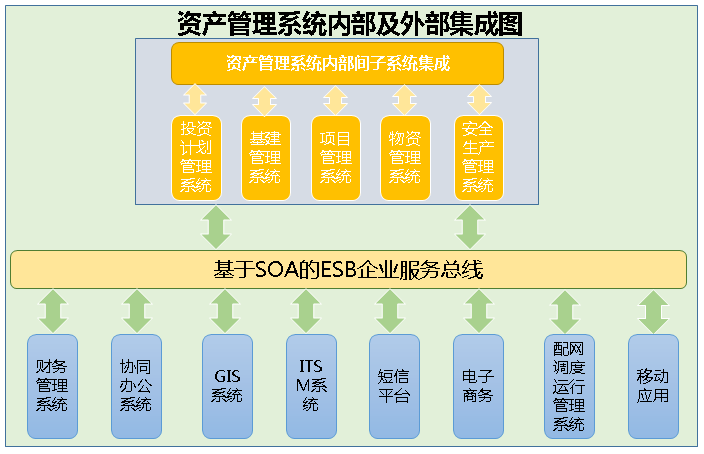 资产管理系统内部及外部集成图
资产管理系统内部间子系统集成
投资
计划
管理
系统
基建
管理
系统
项目
管理
系统
物资
管理
系统
安全
生产
管理
系统
基于SOA的ESB企业服务总线
财务
管理
系统
协同
办公
系统
GIS
系统
ITS
M系
统
短信
平台
电子
商务
配网
调度
运行
管理
系统
移动
应用